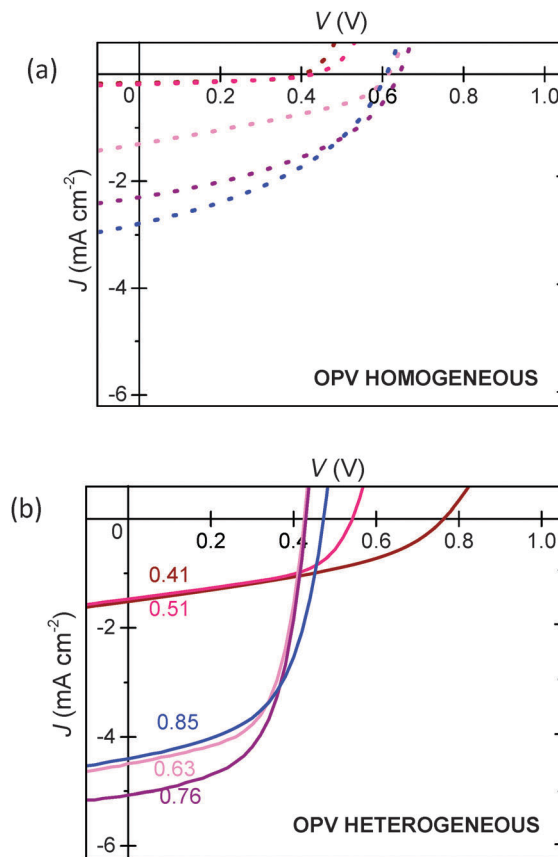 V (V)
(a)
0 0.2 0.4 0.6 0.8 1.0
-2
-4
-6
J (mA cm-2)
OPV HOMOGENEOUS
V (V)
(b)
0 0.2 0.4 0.6 0.8 1.0
0.41
0.51
-2
0.85
-4
0.63
0.76
-6
J (mA cm-2)
OPV HETEROGENEOUS